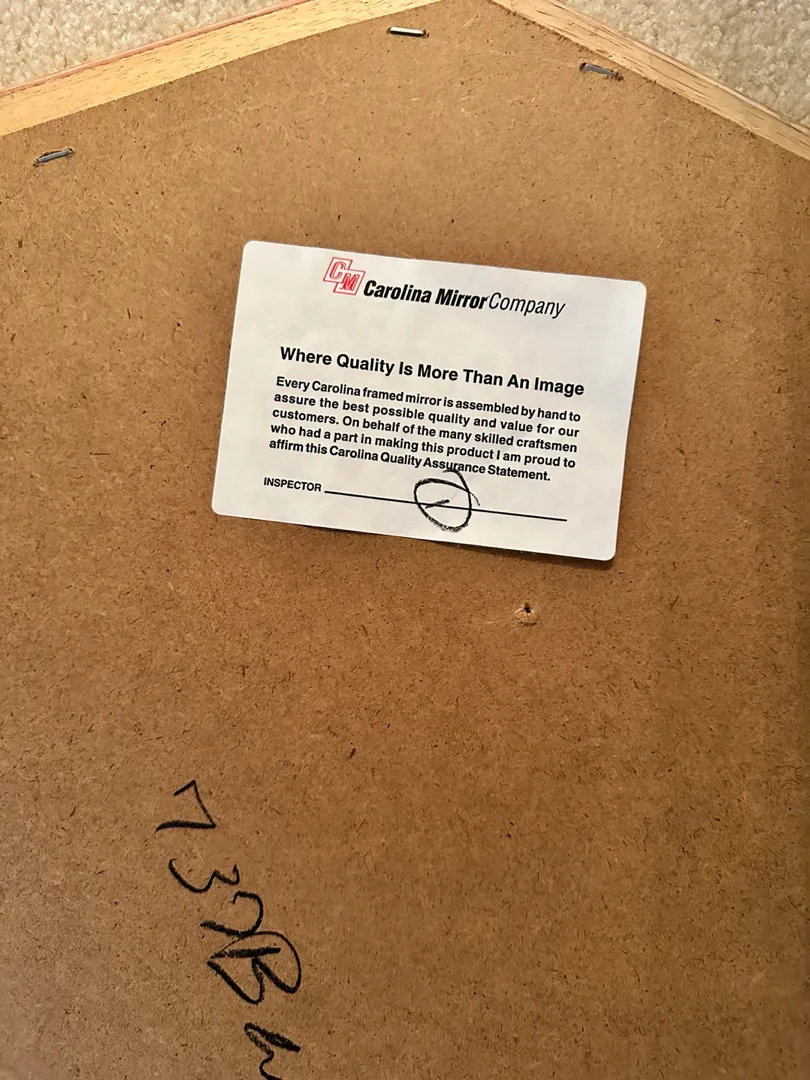 CM Carolina Mirror Company
Where Quality Is More Than An Image
Every Carolina framed mirror is assembled by hand to
assure the best possible quality and value for our
customers. On behalf of the many skilled craftsmen
who had a part in making this product I am proud to
affirm this Carolina Quality Assurance Statement.
INSPECTOR
737B